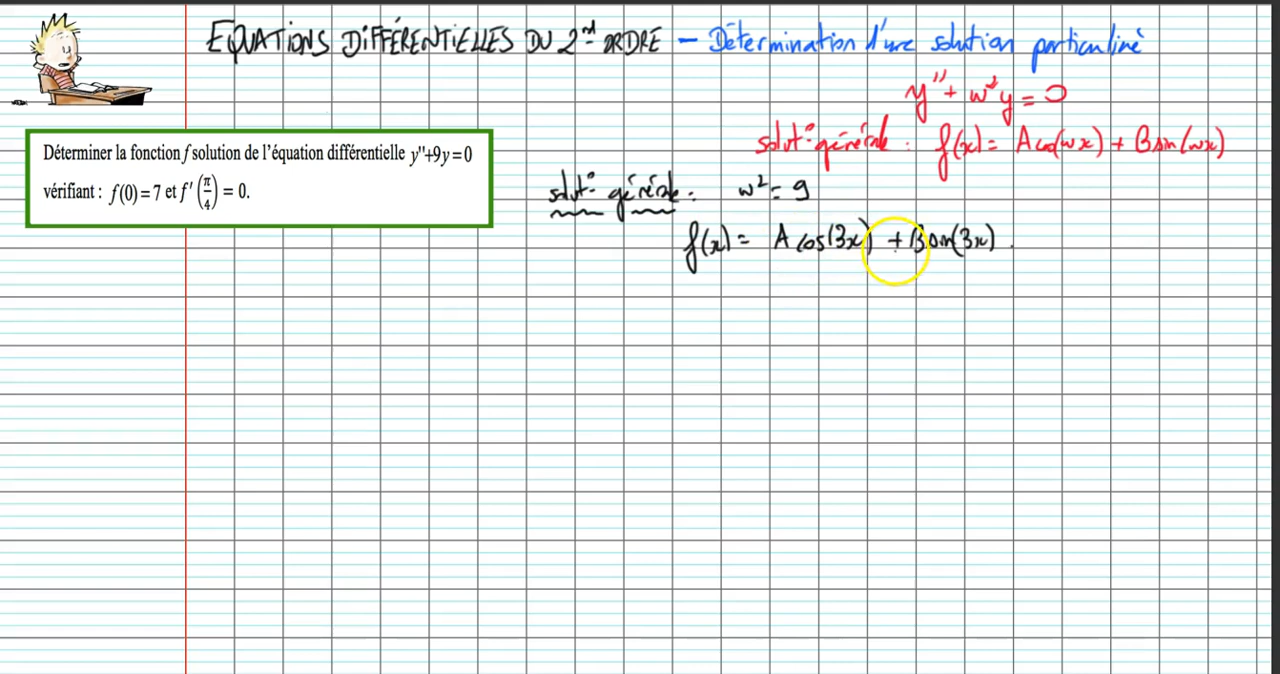 EQUATIONS DIFFÉRENTIELLES DU 2nd ORDRE – Détermination d'une solution particulière
y'' + w²y = 0
solut° générale : f(x) = A cos(wx) + B sin(wx)
Déterminer la fonction f solution de l'équation différentielle y''+9y=0
vérifiant : f(0)=7 et f'(π/4)=0.
solut° générale : w² = 9
f(x) = A cos(3x) + B sin(3x).